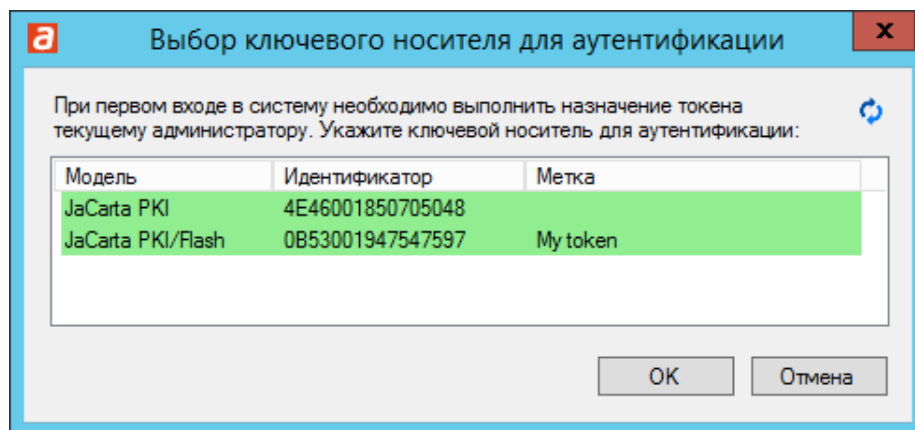 a
Выбор ключевого носителя для аутентификации
x
При первом входе в систему необходимо выполнить назначение токена
текущему администратору. Укажите ключевой носитель для аутентификации:
Модель Идентификатор Метка
JaCarta PKI 4E46001850705048
JaCarta PKI/Flash 0B53001947547597 My token
OK Отмена